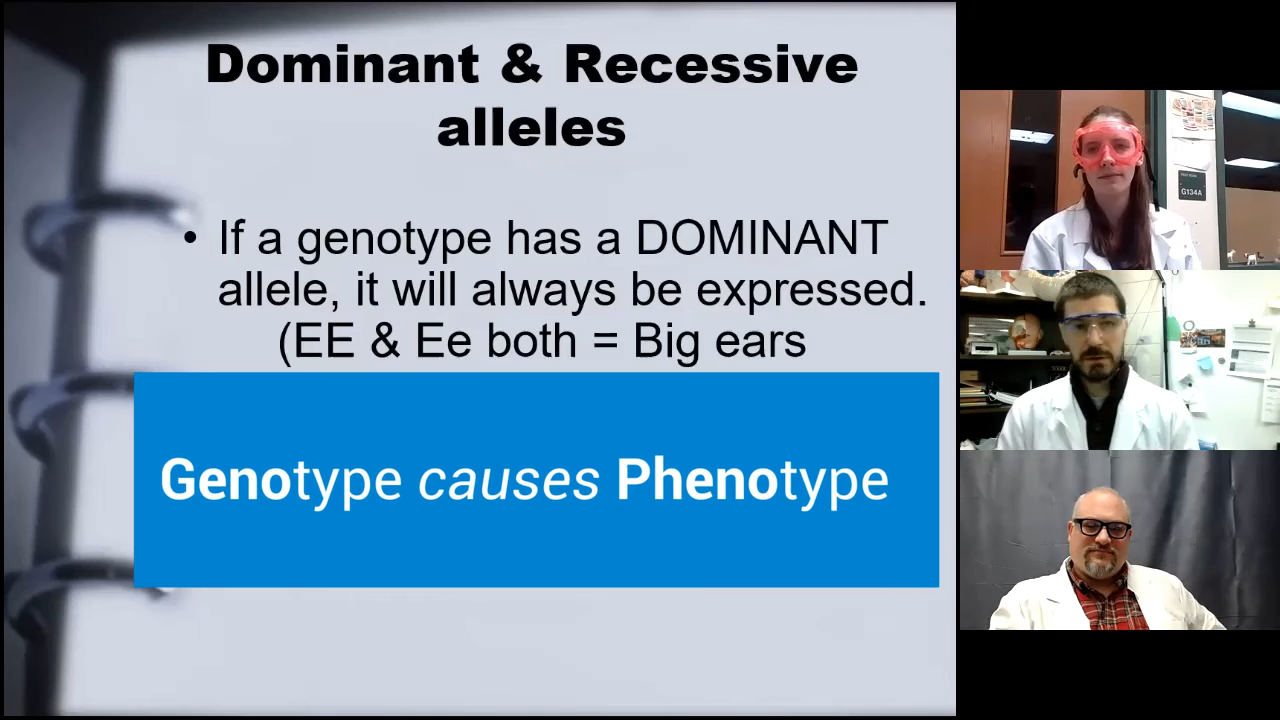 Dominant & Recessive
alleles
• If a genotype has a DOMINANT
allele, it will always be expressed.
(EE & Ee both = Big ears
Genotype causes Phenotype
G134A